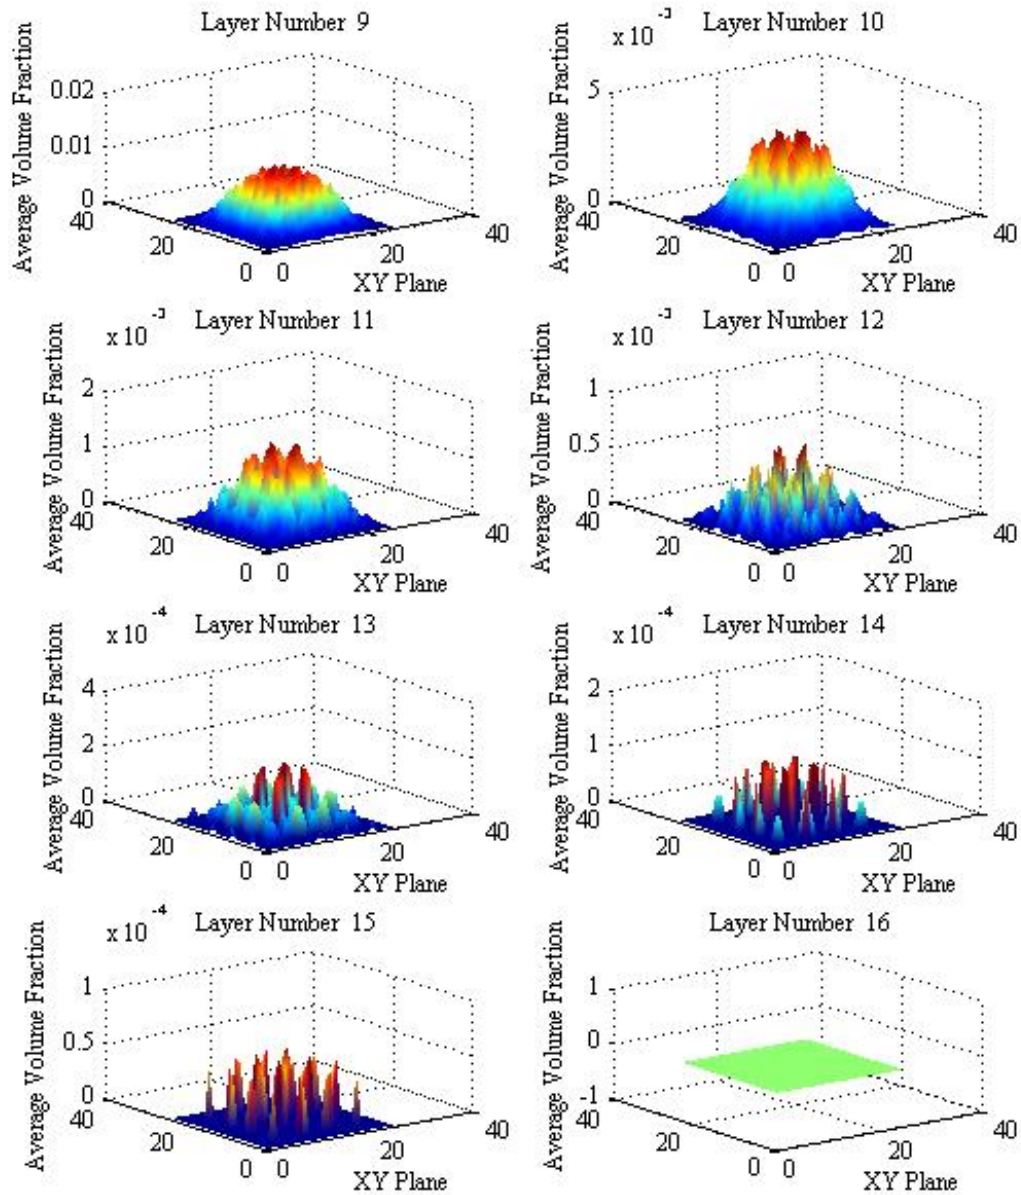 Layer Number 9
Average Volume Fraction
0.02
0.01
0
40
20
0
0
20
40
XY Plane
x 10^-3
Layer Number 10
Average Volume Fraction
5
0
40
20
0
0
20
40
XY Plane
x 10^-3
Layer Number 11
Average Volume Fraction
2
1
0
40
20
0
0
20
40
XY Plane
x 10^-3
Layer Number 12
Average Volume Fraction
1
0.5
0
40
20
0
0
20
40
XY Plane
x 10^-4
Layer Number 13
Average Volume Fraction
4
2
0
40
20
0
0
20
40
XY Plane
x 10^-4
Layer Number 14
Average Volume Fraction
2
1
0
40
20
0
0
20
40
XY Plane
x 10^-4
Layer Number 15
Average Volume Fraction
1
0.5
0
40
20
0
0
20
40
XY Plane
Layer Number 16
Average Volume Fraction
1
0
-1
40
20
0
0
20
40
XY Plane